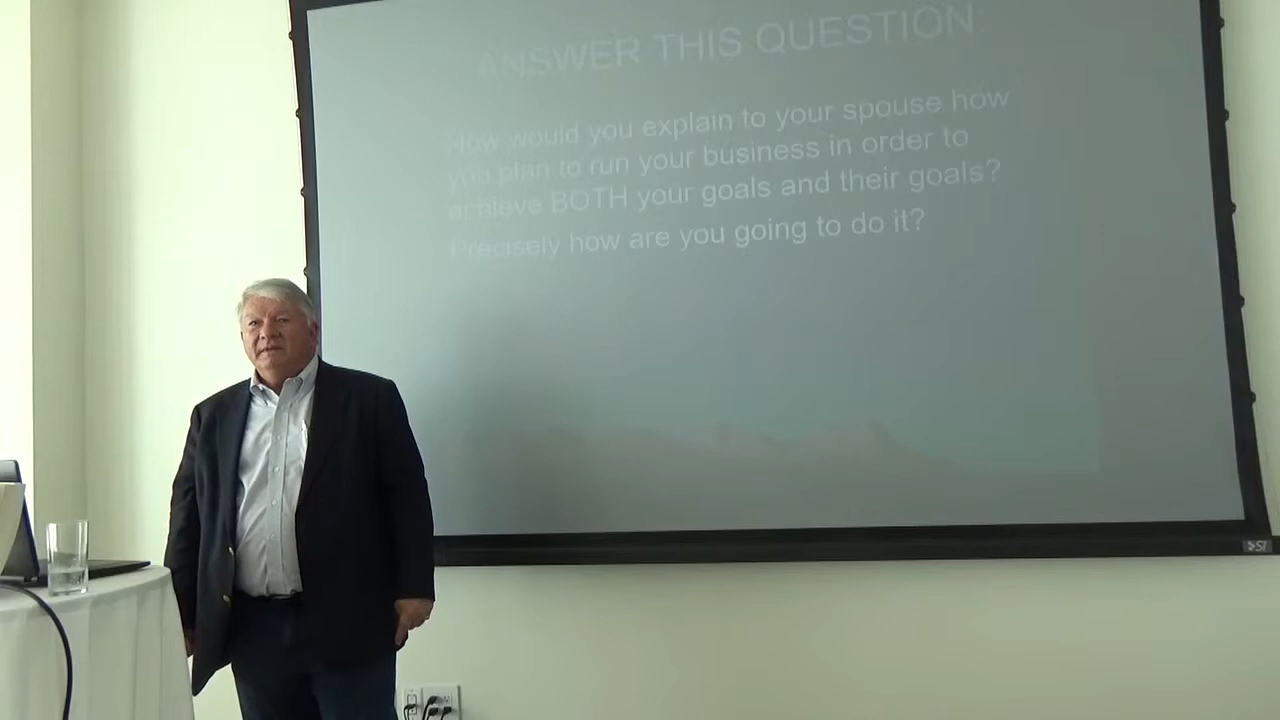 ANSWER THIS QUESTION:
How would you explain to your spouse how
you plan to run your business in order to
achieve BOTH your goals and their goals?
Precisely how are you going to do it?